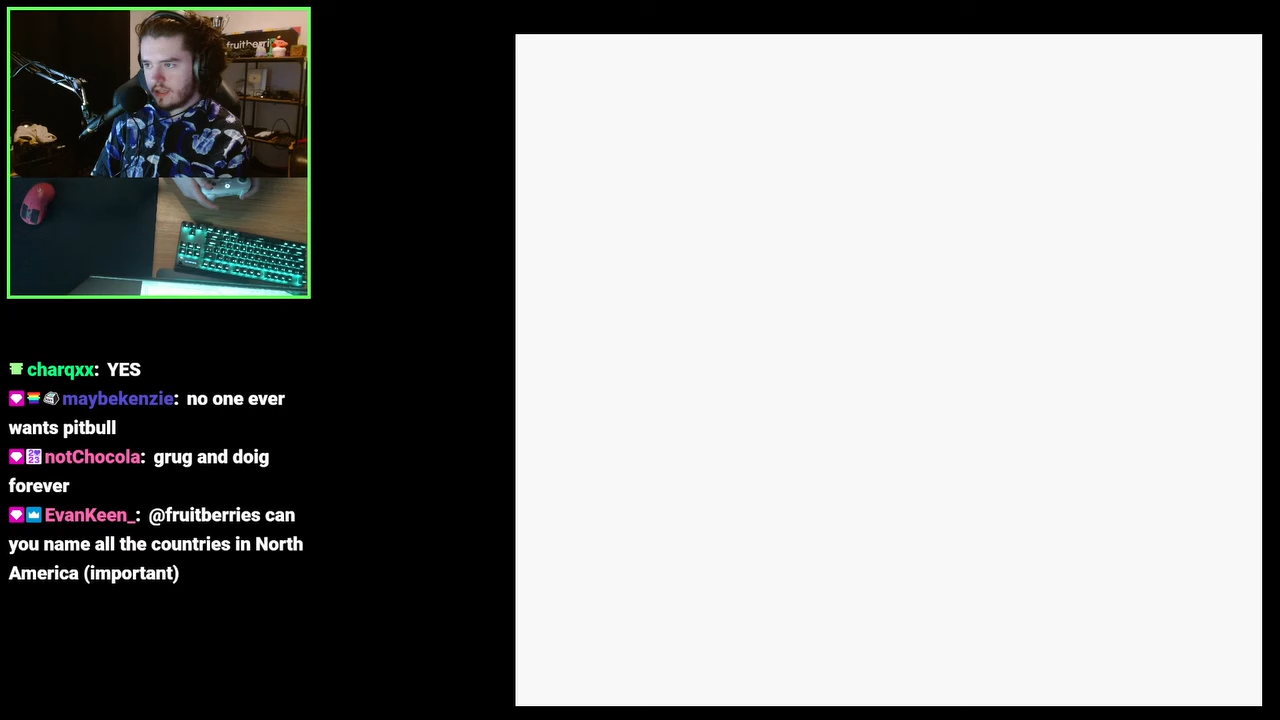 fruitberri
charqxx: YES
maybekenzie: no one ever
wants pitbull
notChocola: grug and doig
forever
EvanKeen_: @fruitberries can
you name all the countries in North
America (important)